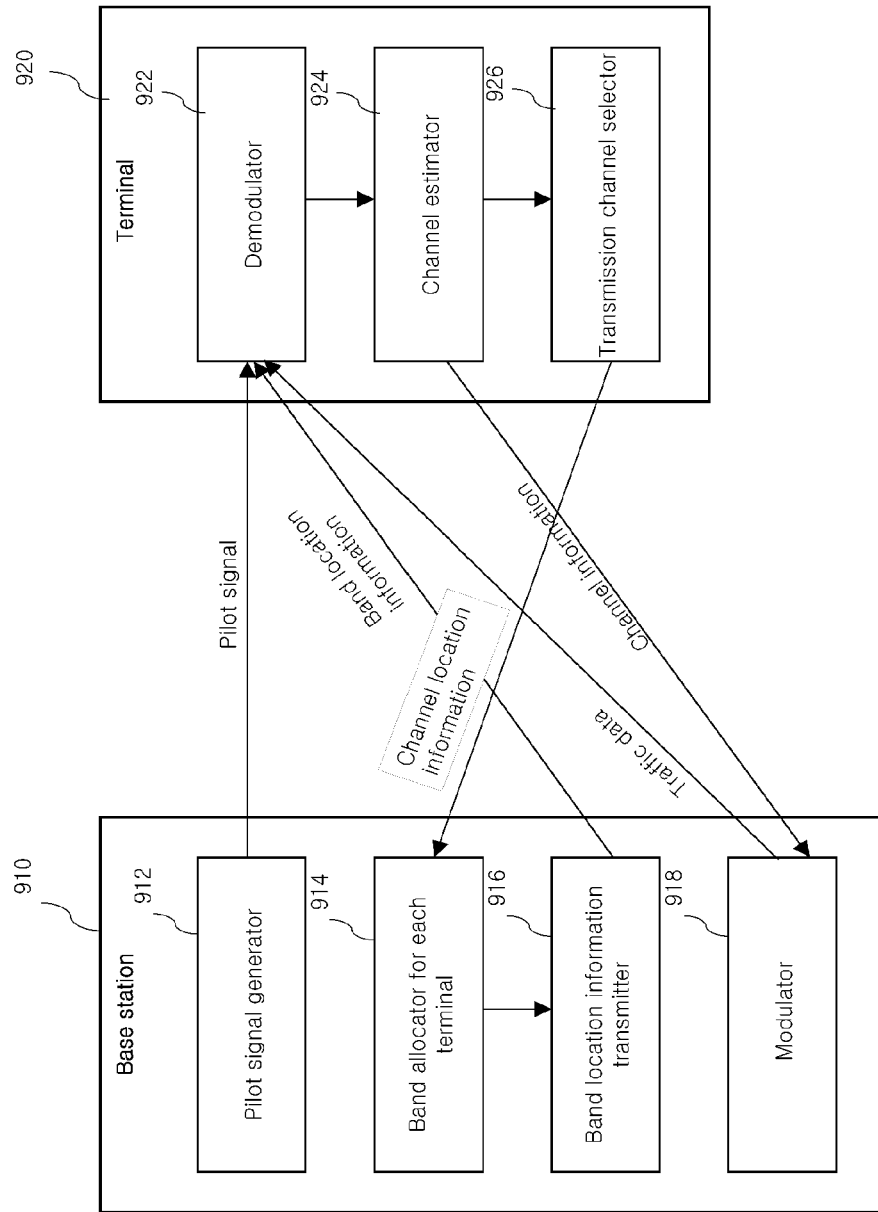 910
Base station
912
Pilot signal generator
914
Band allocator for each
terminal
916
Band location information
transmitter
918
Modulator
Pilot signal
Band location
information
Channel location
information
Traffic data
Channel information
920
Terminal
922
Demodulator
924
Channel estimator
926
Transmission channel selector